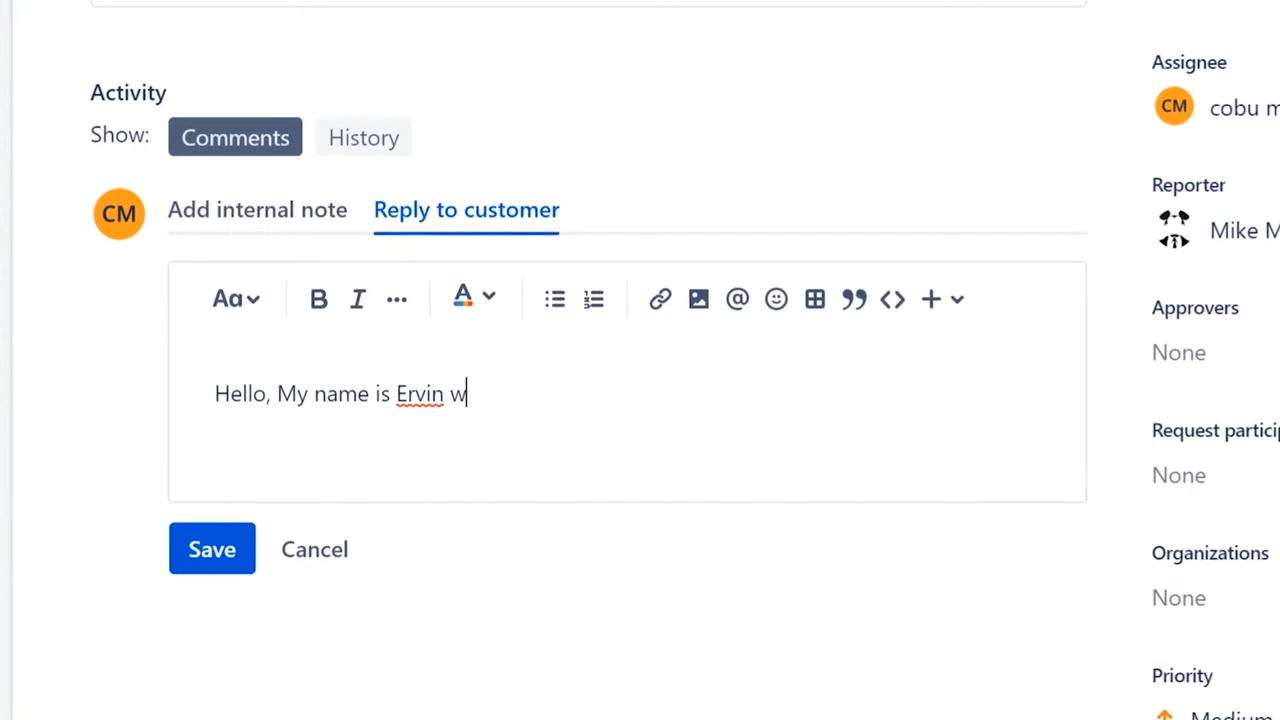 Activity
Show: Comments History
CM Add internal note Reply to customer
Aa B I ... A @ + 
Hello, My name is Ervin w
Save Cancel
Assignee
CM cobu m
Reporter
Mike M
Approvers
None
Request particip
None
Organizations
None
Priority
Medium